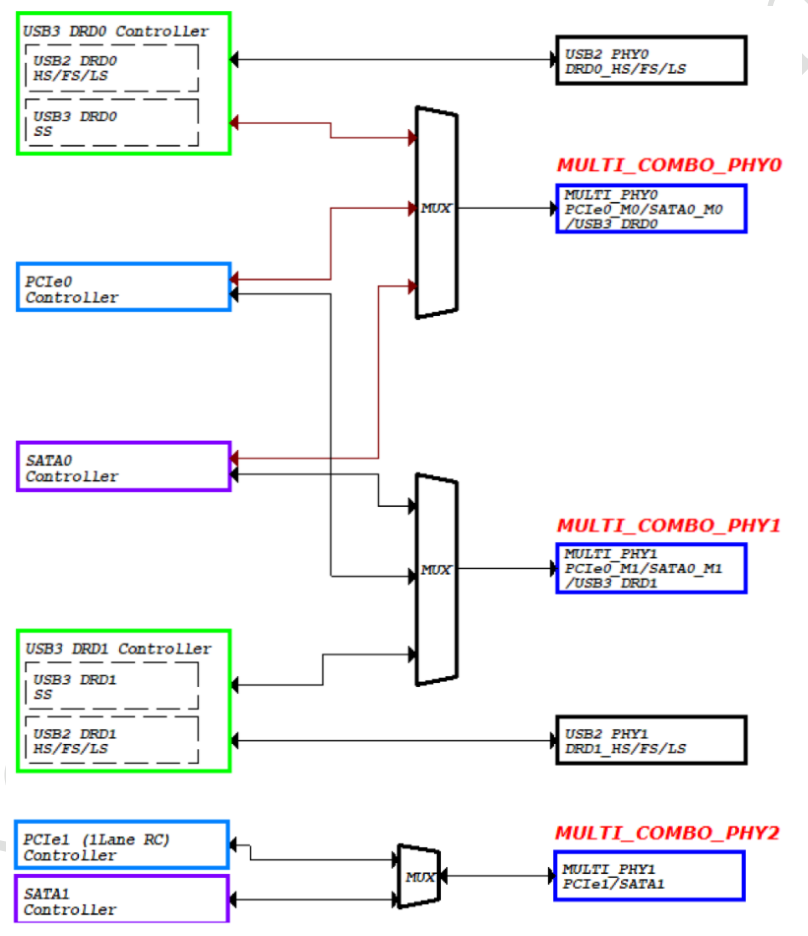 USB3 DRD0 Controller
USB2 DRD0
HS/FS/LS
USB3 DRD0
SS
USB2 PHY0
DRD0_HS/FS/LS
MUX
MULTI_COMBO_PHY0
MULTI_PHY0
PCIe0_M0/SATA0_M0
/USB3_DRD0
PCIe0
Controller
SATA0
Controller
MUX
MULTI_COMBO_PHY1
MULTI_PHY1
PCIe0_M1/SATA0_M1
/USB3_DRD1
USB3 DRD1 Controller
USB3 DRD1
SS
USB2 DRD1
HS/FS/LS
USB2 PHY1
DRD1_HS/FS/LS
PCIe1 (1Lane RC)
Controller
SATA1
Controller
MUX
MULTI_COMBO_PHY2
MULTI_PHY1
PCIe1/SATA1